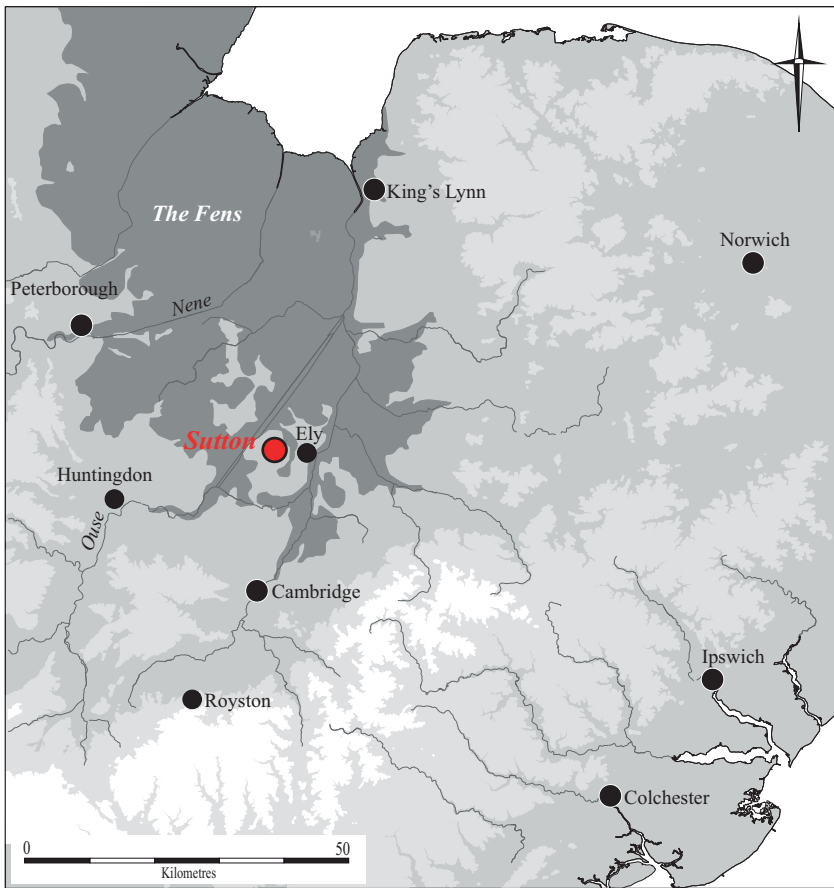 King's Lynn
The Fens
Norwich
Peterborough
Nene
Sutton
Ely
Huntingdon
Ouse
Cambridge
Ipswich
Royston
Colchester
0 50
Kilometres